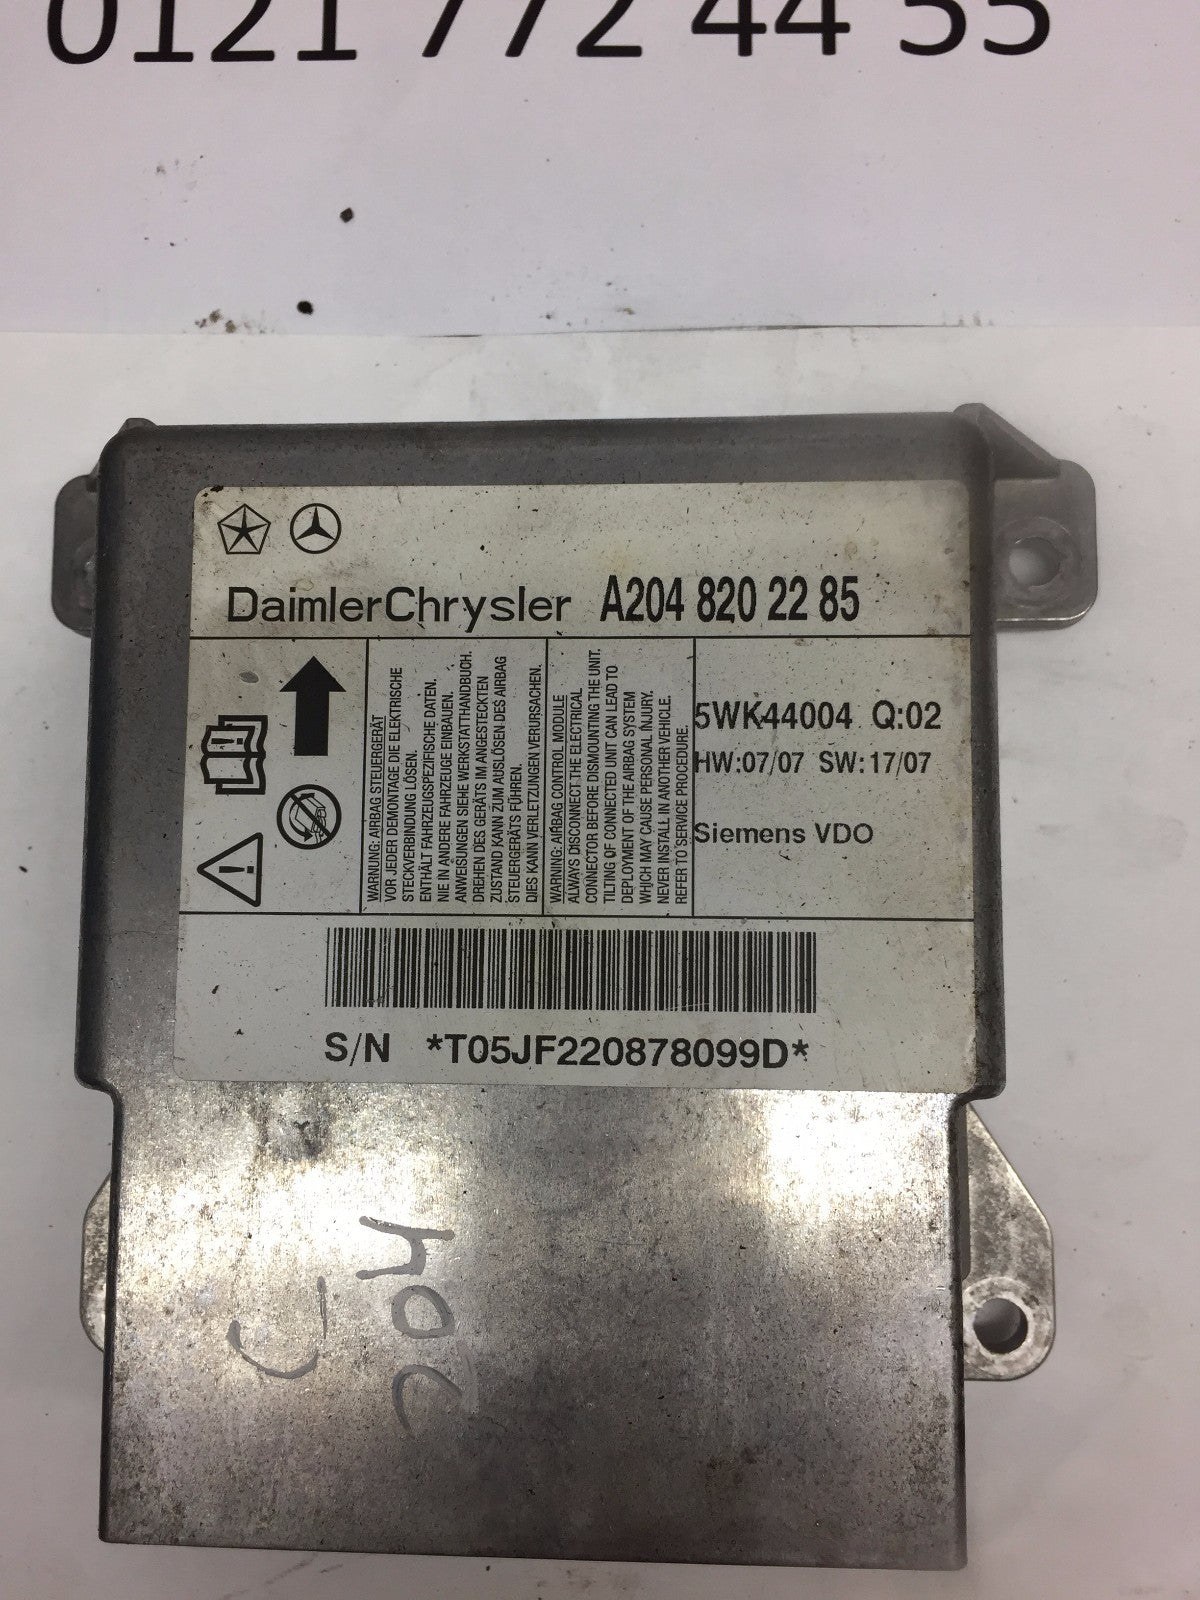 0121 772 44 55
DaimlerChrysler A204 820 22 85
WARNUNG: AIRBAG STEUERGERÄT
VOR JEDER DEMONTAGE DIE ELEKTRISCHE
STECKVERBINDUNG LÖSEN.
ENTHÄLT FAHRZEUGSPEZIFISCHE DATEN.
NIE IN ANDERE FAHRZEUGE EINBAUEN.
ANWEISUNGEN SIEHE WERKSTATTHANDBUCH.
DREHEN DES GERÄTS IM ANGESTECKTEN
ZUSTAND KANN ZUM AUSLÖSEN DES AIRBAG
STEUERGERÄTS FÜHREN.
DIES KANN VERLETZUNGEN VERURSACHEN.
WARNING: AIRBAG CONTROL MODULE
ALWAYS DISCONNECT THE ELECTRICAL
CONNECTOR BEFORE DISMOUNTING THE UNIT.
TILTING OF CONNECTED UNIT CAN LEAD TO
DEPLOYMENT OF THE AIRBAG SYSTEM
WHICH MAY CAUSE PERSONAL INJURY.
NEVER INSTALL IN ANOTHER VEHICLE.
REFER TO SERVICE PROCEDURE.
5WK44004 Q:02
HW:07/07 SW:17/07
Siemens VDO
S/N *T05JF220878099D*
C-
204